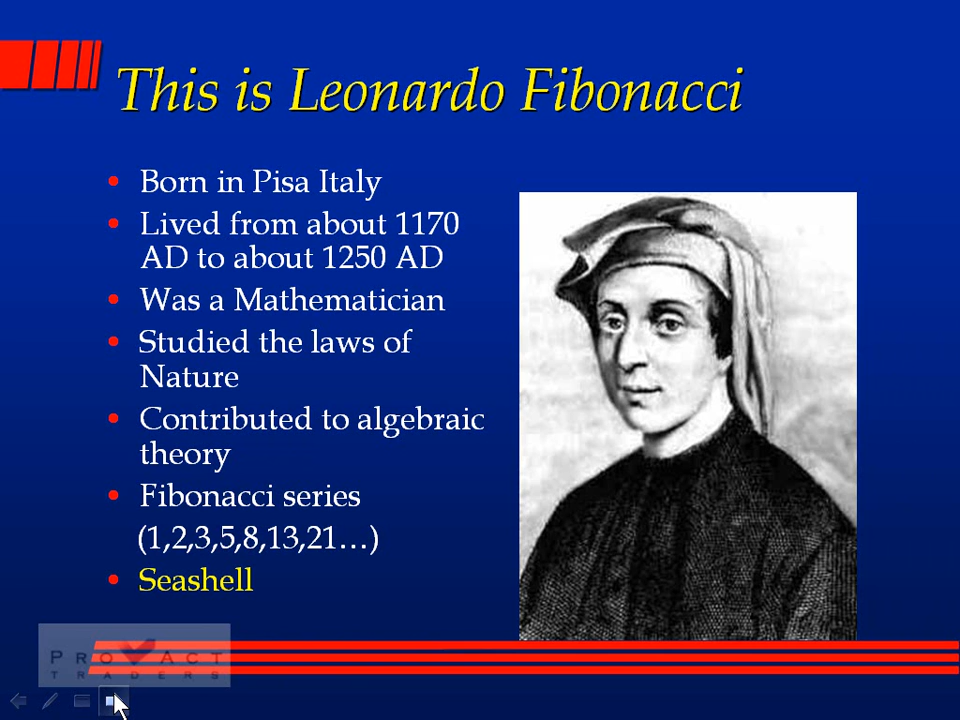 This is Leonardo Fibonacci
• Born in Pisa Italy
• Lived from about 1170
AD to about 1250 AD
• Was a Mathematician
• Studied the laws of
Nature
• Contributed to algebraic
theory
• Fibonacci series
(1,2,3,5,8,13,21…)
• Seashell
PRO ACT
TRADERS